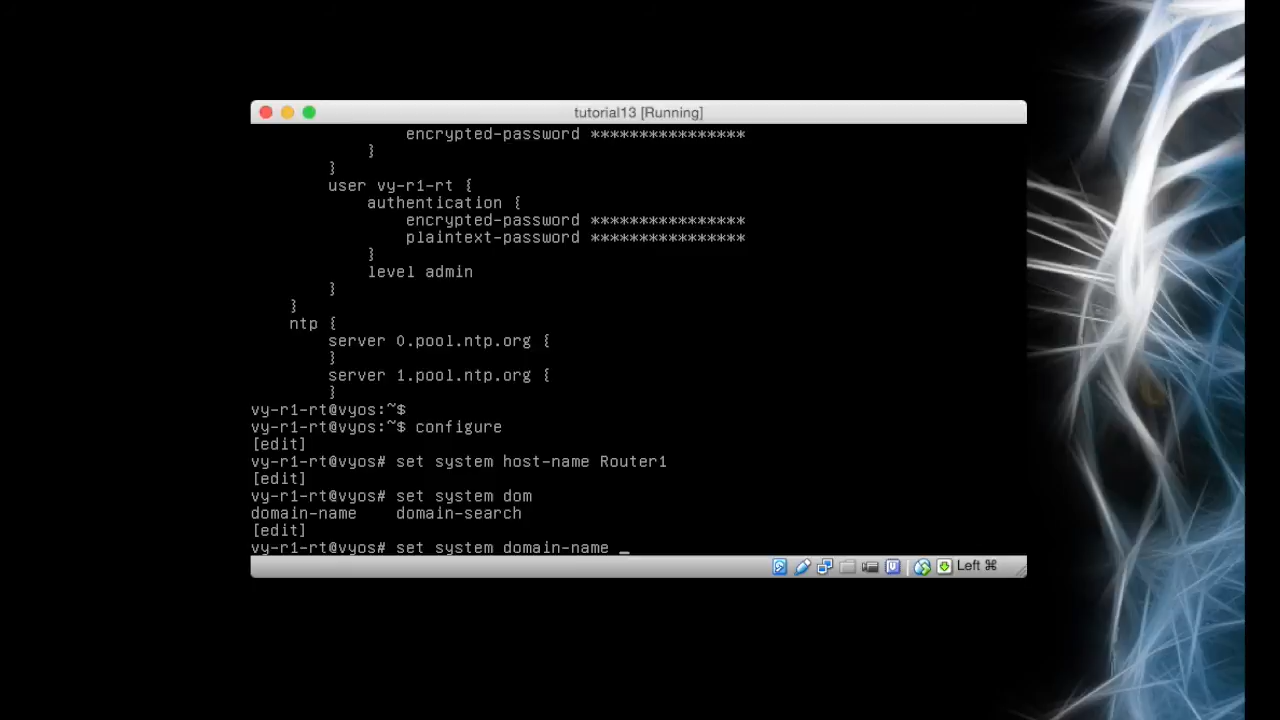 tutorial13 [Running]
encrypted-password ****************
}
}
user vy-r1-rt {
authentication {
encrypted-password ****************
plaintext-password ****************
}
level admin
}
}
ntp {
server 0.pool.ntp.org {
}
server 1.pool.ntp.org {
}
vy-r1-rt@vyos:~$
vy-r1-rt@vyos:~$ configure
[edit]
vy-r1-rt@vyos# set system host-name Router1
[edit]
vy-r1-rt@vyos# set system dom
domain-name    domain-search
[edit]
vy-r1-rt@vyos# set system domain-name _
Left ⌘